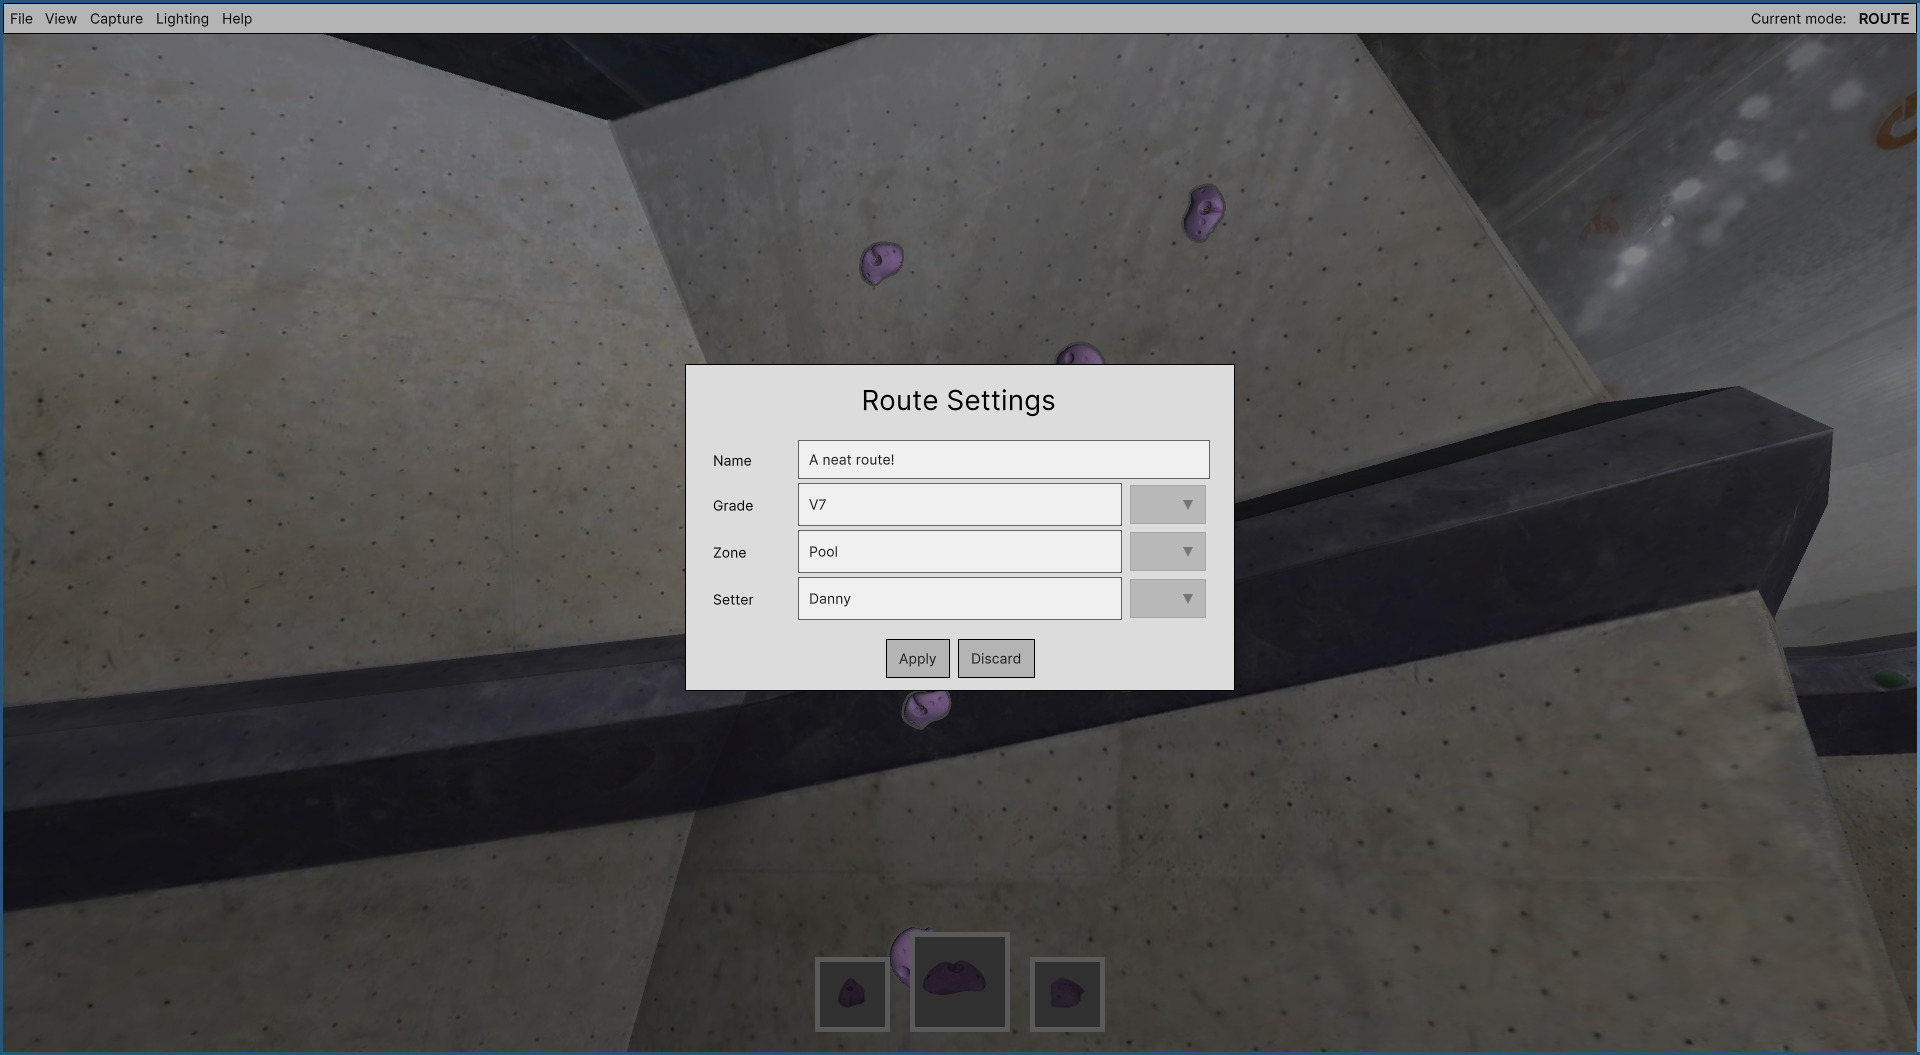 File View Capture Lighting Help Current mode: ROUTE
Route Settings
Name A neat route!
Grade V7 ▼
Zone Pool ▼
Setter Danny ▼
Apply Discard